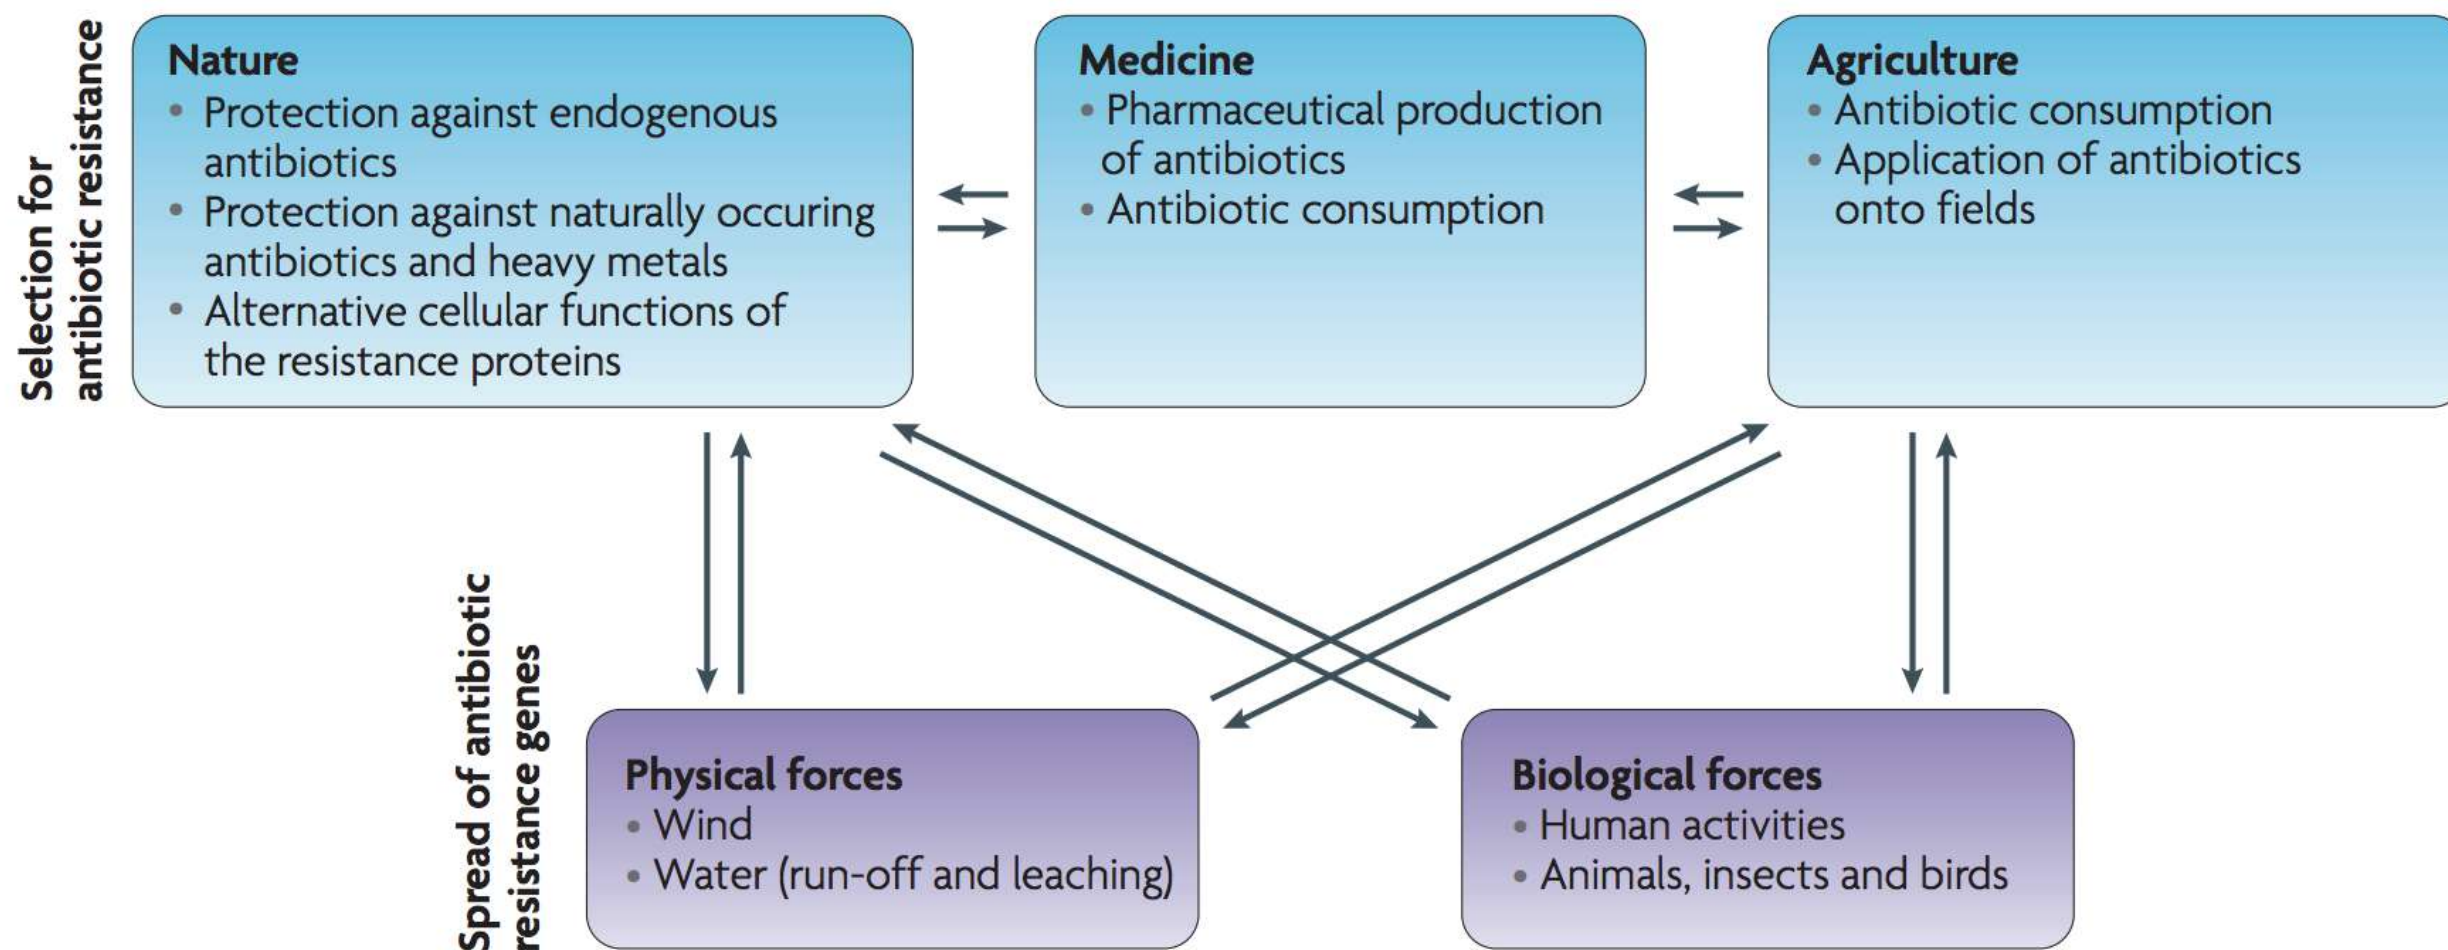 Selection for
antibiotic resistance
Nature
• Protection against endogenous
antibiotics
• Protection against naturally occuring
antibiotics and heavy metals
• Alternative cellular functions of
the resistance proteins
Medicine
• Pharmaceutical production
of antibiotics
• Antibiotic consumption
Agriculture
• Antibiotic consumption
• Application of antibiotics
onto fields
Spread of antibiotic
resistance genes
Physical forces
• Wind
• Water (run-off and leaching)
Biological forces
• Human activities
• Animals, insects and birds